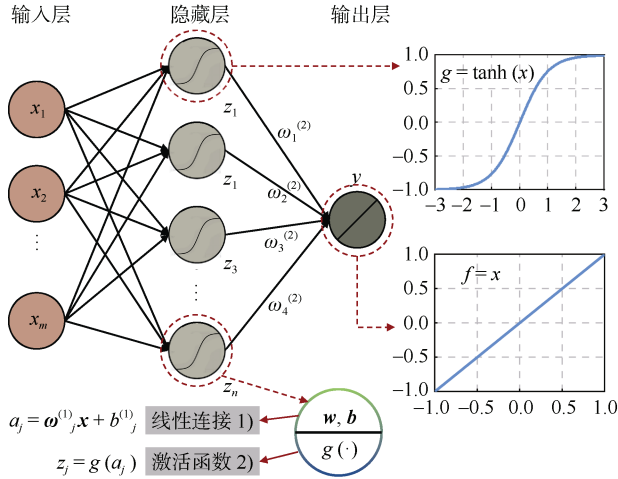 输入层
隐藏层
输出层
x₁
x₂
⋮
xₘ
z₁
z₁
z₃
⋮
zₙ
ω₁⁽²⁾
ω₂⁽²⁾
ω₃⁽²⁾
ω₄⁽²⁾
y
g = tanh (x)
1.0
0.5
0.0
−0.5
−1.0
−3 −2 −1 0 1 2 3
f = x
1.0
0.5
0.0
−0.5
−1.0
−1.0 −0.5 0.0 0.5 1.0
aⱼ = ω⁽¹⁾ⱼ x + b⁽¹⁾ⱼ 线性连接 1)
zⱼ = g (aⱼ) 激活函数 2)
w, b
g (·)